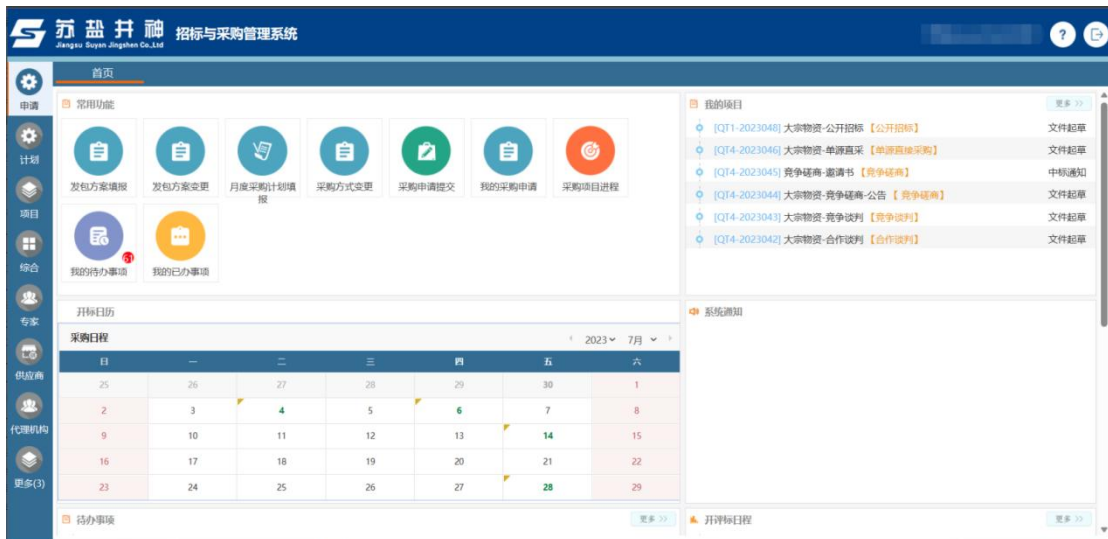 苏盐井神
Jiangsu Suyan Jingshen Co.,Ltd
招标与采购管理系统
?
首页
申请
计划
项目
综合
专家
供应商
代理机构
更多(3)
常用功能
发包方案填报
发包方案变更
月度采购计划填报
采购方式变更
采购申请提交
我的采购申请
采购项目进程
我的待办事项
61
我的已办事项
我的项目
更多 >>
[QT1-2023048] 大宗物资-公开招标 【公开招标】 文件起草
[QT4-2023046] 大宗物资-单源直采 【单源直接采购】 文件起草
[QT4-2023045] 竞争磋商-邀请书 【竞争磋商】 中标通知
[QT4-2023044] 大宗物资-竞争磋商-公告 【 竞争磋商】 文件起草
[QT4-2023043] 大宗物资-竞争谈判 【竞争谈判】 文件起草
[QT4-2023042] 大宗物资-合作谈判 【合作谈判】 文件起草
开标日历
采购日程
2023 7月
日 一 二 三 四 五 六
25 26 27 28 29 30 1
2 3 4 5 6 7 8
9 10 11 12 13 14 15
16 17 18 19 20 21 22
23 24 25 26 27 28 29
系统通知
待办事项
更多 >>
开评标日程
更多 >>